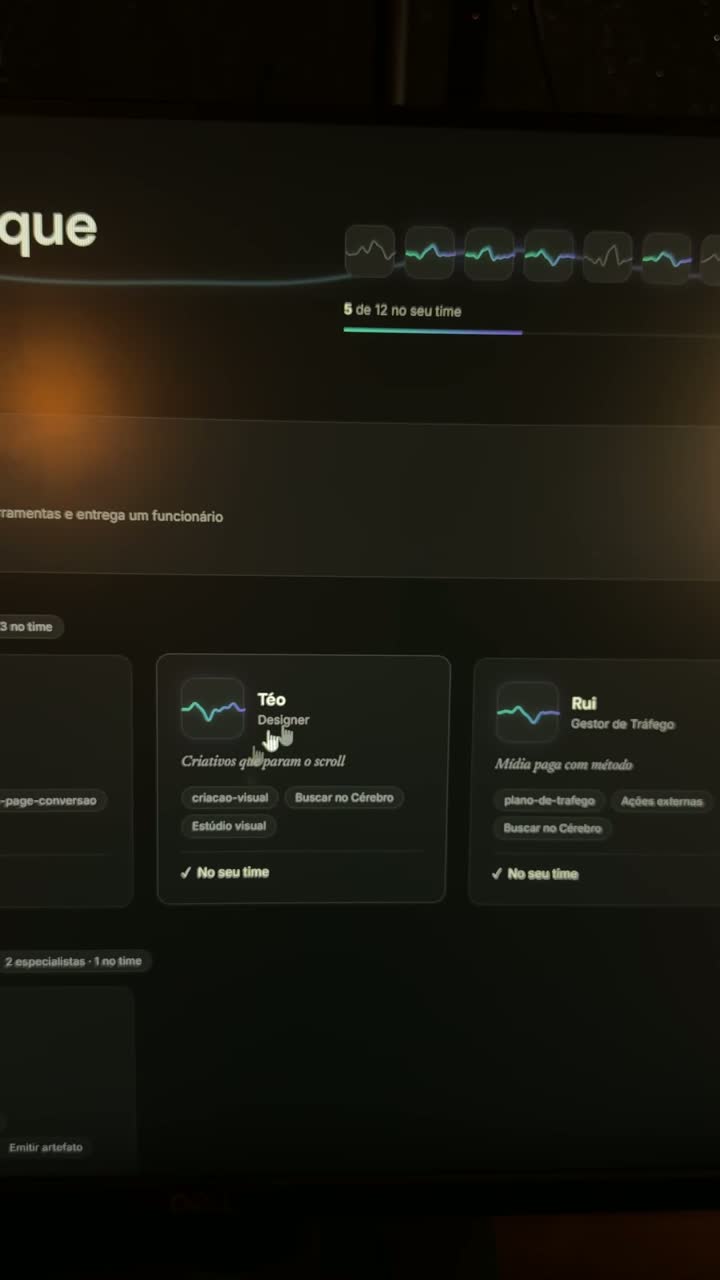 que
5 de 12 no seu time
ramentas e entrega um funcionário
3 no time
Téo
Designer
Criativos que param o scroll
criacao-visual
Buscar no Cérebro
Estúdio visual
✓ No seu time
Rui
Gestor de Tráfego
Mídia paga com método
plano-de-trafego
Ações externas
Buscar no Cérebro
✓ No seu time
-page-conversao
2 especialistas · 1 no time
Emitir artefato